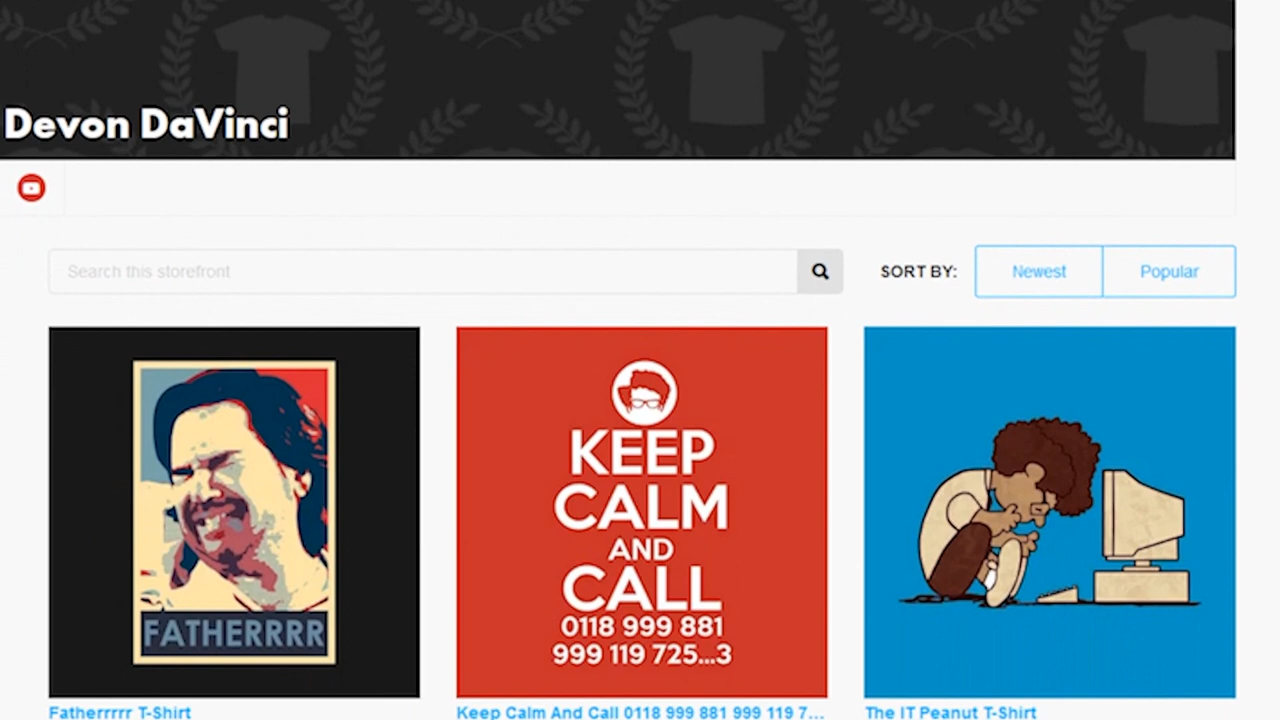 Devon DaVinci
Search this storefront
SORT BY:
Newest
Popular
FATHERRRR
KEEP
CALM
AND
CALL
0118 999 881
999 119 725...3
Fatherrrrr T-Shirt
Keep Calm And Call 0118 999 881 999 119 7...
The IT Peanut T-Shirt